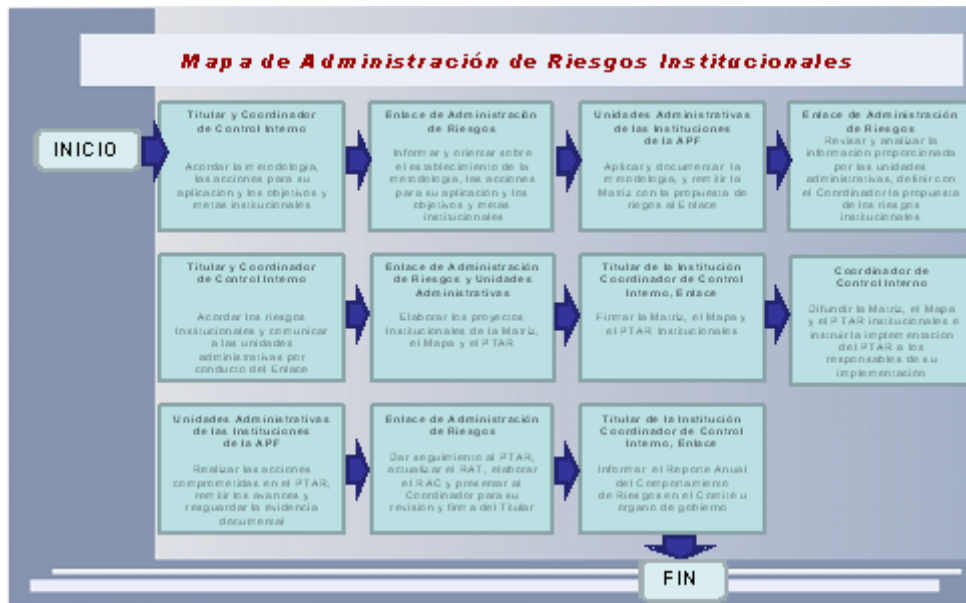 Mapa de Administración de Riesgos Institucionales
INICIO
Titular y Coordinador
de Control Interno
Acordar la metodología,
las acciones para su
aplicación y los objetivos y
metas institucionales
Enlace de Administración
de Riesgos
Informar y orientar sobre
el establecimiento de la
metodología, las acciones
para su aplicación y los
objetivos y metas
institucionales
Unidades Administrativas
de las Instituciones
de la APF
Aplicar y documentar la
metodología, y remitir la
Matriz con la propuesta de
riegos al Enlace
Enlace de Administración
de Riesgos
Revisar y analizar la
información proporcionada
por las unidades
administrativas, definir con
el Coordinador la propuesta
de los riesgos
institucionales
Titular y Coordinador
de Control Interno
Acordar los riesgos
Institucionales y comunicar
a las unidades
administrativas por
conducto del Enlace
Enlace de Administración
de Riesgos y Unidades
Administrativas
Elaborar los proyectos
Institucionales de la Matriz,
el Mapa y el PTAR
Titular de la Institución
Coordinador de Control
Interno, Enlace
Firmar la Matriz, el Mapa y
el PTAR Institucionales
Coordinador de
Control Interno
Difundir la Matriz, el Mapa
y el PTAR institucionales e
instruir la implementación
del PTAR a los
responsables de su
implementación
Unidades Administrativas
de las Instituciones
de la APF
Realizar las acciones
comprometidas en el PTAR,
remitir los avances y
resguardar la evidencia
documental
Enlace de Administración
de Riesgos
Dar seguimiento al PTAR,
actualizar el RAT, elaborar
el RAC y presentar al
Coordinador para su
revisión y firma del Titular
Titular de la Institución
Coordinador de Control
Interno, Enlace
Informar el Reporte Anual
del Comportamiento
de Riesgos en el Comité u
órgano de gobierno
FIN